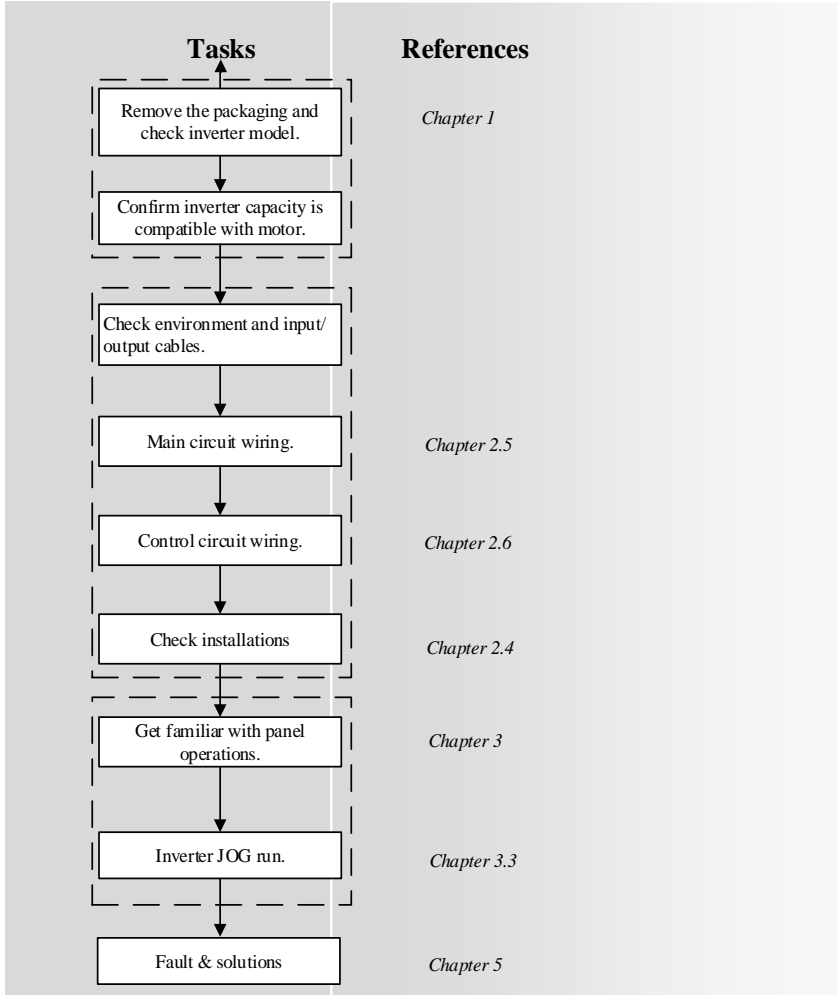 Tasks References
Remove the packaging and
check inverter model.
Chapter 1
Confirm inverter capacity is
compatible with motor.
Check environment and input/
output cables.
Main circuit wiring.
Chapter 2.5
Control circuit wiring.
Chapter 2.6
Check installations
Chapter 2.4
Get familiar with panel
operations.
Chapter 3
Inverter JOG run.
Chapter 3.3
Fault & solutions
Chapter 5